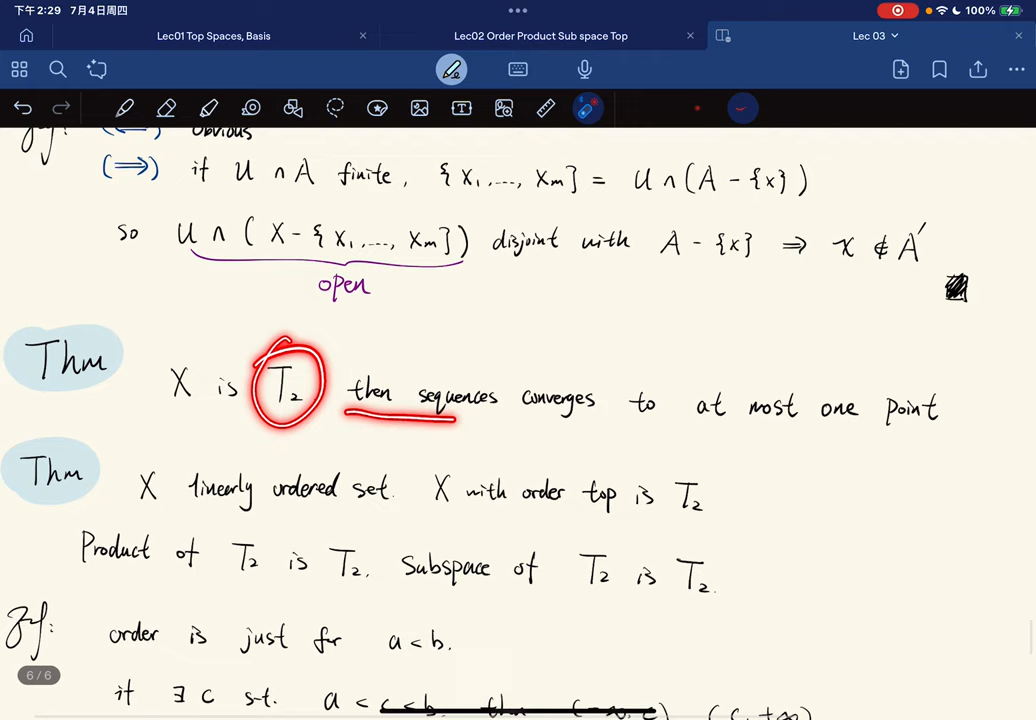 下午2:29 7月4日周四
100%
Lec01 Top Spaces, Basis
Lec02 Order Product Sub space Top
Lec 03
obvious
(⟹) if U ∩ A finite, {x₁,..., xₘ} = U ∩ (A - {x})
so U ∩ (X - {x₁,..., xₘ}) disjoint with A - {x} ⟹ x ∉ A′
open
Thm
X is T₂ then sequences converges to at most one point
Thm
X linearly ordered set. X with order top is T₂
Product of T₂ is T₂. Subspace of T₂ is T₂.
Pf: order is just for a < b.
6 / 6
if ∃ c s.t. a < c < b then (-∞, c) (c, +∞)